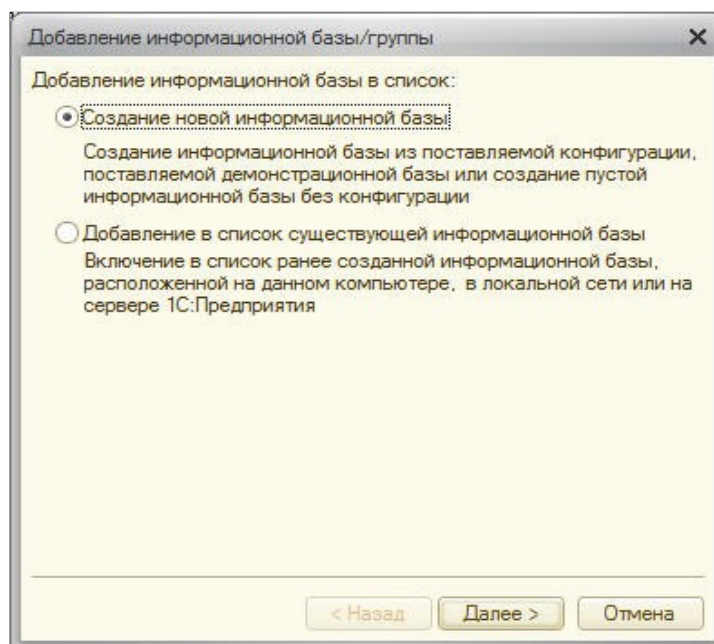 Добавление информационной базы/группы
Добавление информационной базы в список:
Создание новой информационной базы
Создание информационной базы из поставляемой конфигурации,
поставляемой демонстрационной базы или создание пустой
информационной базы без конфигурации
Добавление в список существующей информационной базы
Включение в список ранее созданной информационной базы,
расположенной на данном компьютере, в локальной сети или на
сервере 1С:Предприятия
< Назад Далее > Отмена